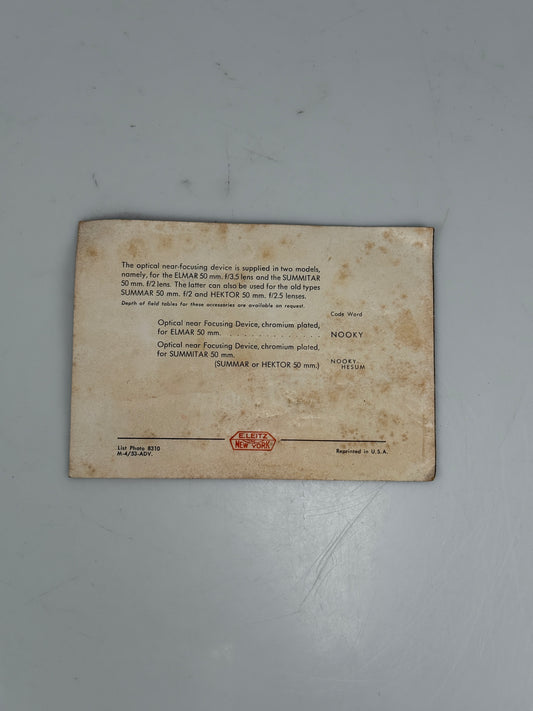 The optical near-focusing device is supplied in two models,
namely, for the ELMAR 50 mm. f/3.5 lens and the SUMMITAR
50 mm. f/2 lens. The latter can also be used for the old types
SUMMAR 50 mm. f/2 and HEKTOR 50 mm. f/2.5 lenses.
Depth of field tables for these accessories are available on request.
Code Word
Optical near Focusing Device, chromium plated,
for ELMAR 50 mm. . . . . . . . . . . . . . NOOKY
Optical near Focusing Device, chromium plated,
for SUMMITAR 50 mm.
(SUMMAR or HEKTOR 50 mm.) NOOKY-
HESUM
E. LEITZ
NEW YORK
List Photo 8310
M-4/53-ADV.
Reprinted in U.S.A.